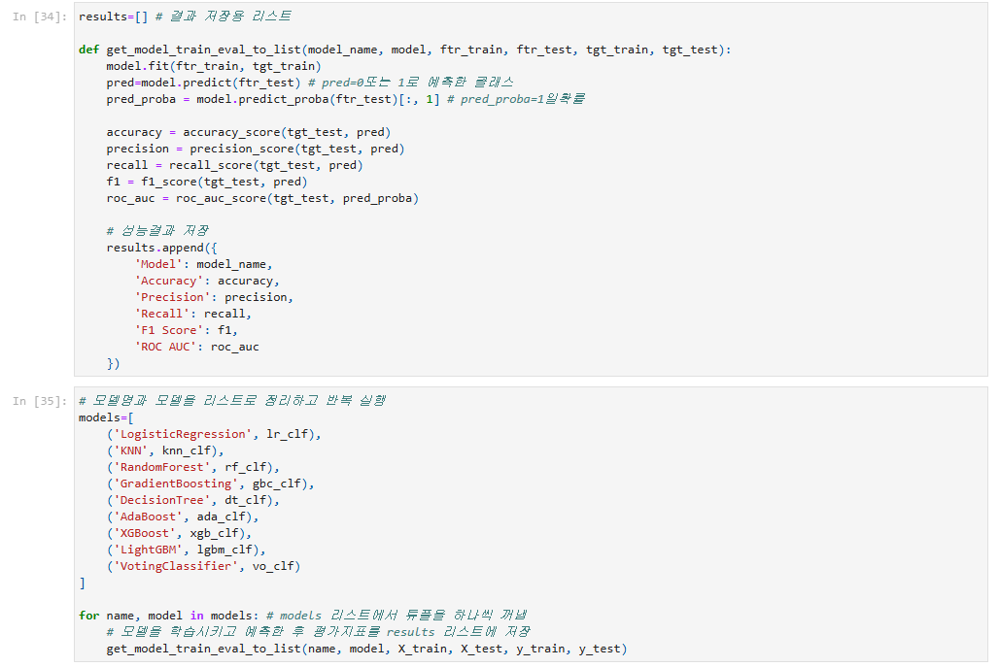 In [34]: results=[] # 결과 저장용 리스트
def get_model_train_eval_to_list(model_name, model, ftr_train, ftr_test, tgt_train, tgt_test):
model.fit(ftr_train, tgt_train)
pred=model.predict(ftr_test) # pred=0또는 1로 예측한 클래스
pred_proba = model.predict_proba(ftr_test)[:, 1] # pred_proba=1일확률
accuracy = accuracy_score(tgt_test, pred)
precision = precision_score(tgt_test, pred)
recall = recall_score(tgt_test, pred)
f1 = f1_score(tgt_test, pred)
roc_auc = roc_auc_score(tgt_test, pred_proba)
# 성능결과 저장
results.append({
'Model': model_name,
'Accuracy': accuracy,
'Precision': precision,
'Recall': recall,
'F1 Score': f1,
'ROC AUC': roc_auc
})
In [35]: # 모델명과 모델을 리스트로 정리하고 반복 실행
models=[
('LogisticRegression', lr_clf),
('KNN', knn_clf),
('RandomForest', rf_clf),
('GradientBoosting', gbc_clf),
('DecisionTree', dt_clf),
('AdaBoost', ada_clf),
('XGBoost', xgb_clf),
('LightGBM', lgbm_clf),
('VotingClassifier', vo_clf)
]
for name, model in models: # models 리스트에서 튜플을 하나씩 꺼냄
# 모델을 학습시키고 예측한 후 평가지표를 results 리스트에 저장
get_model_train_eval_to_list(name, model, X_train, X_test, y_train, y_test)